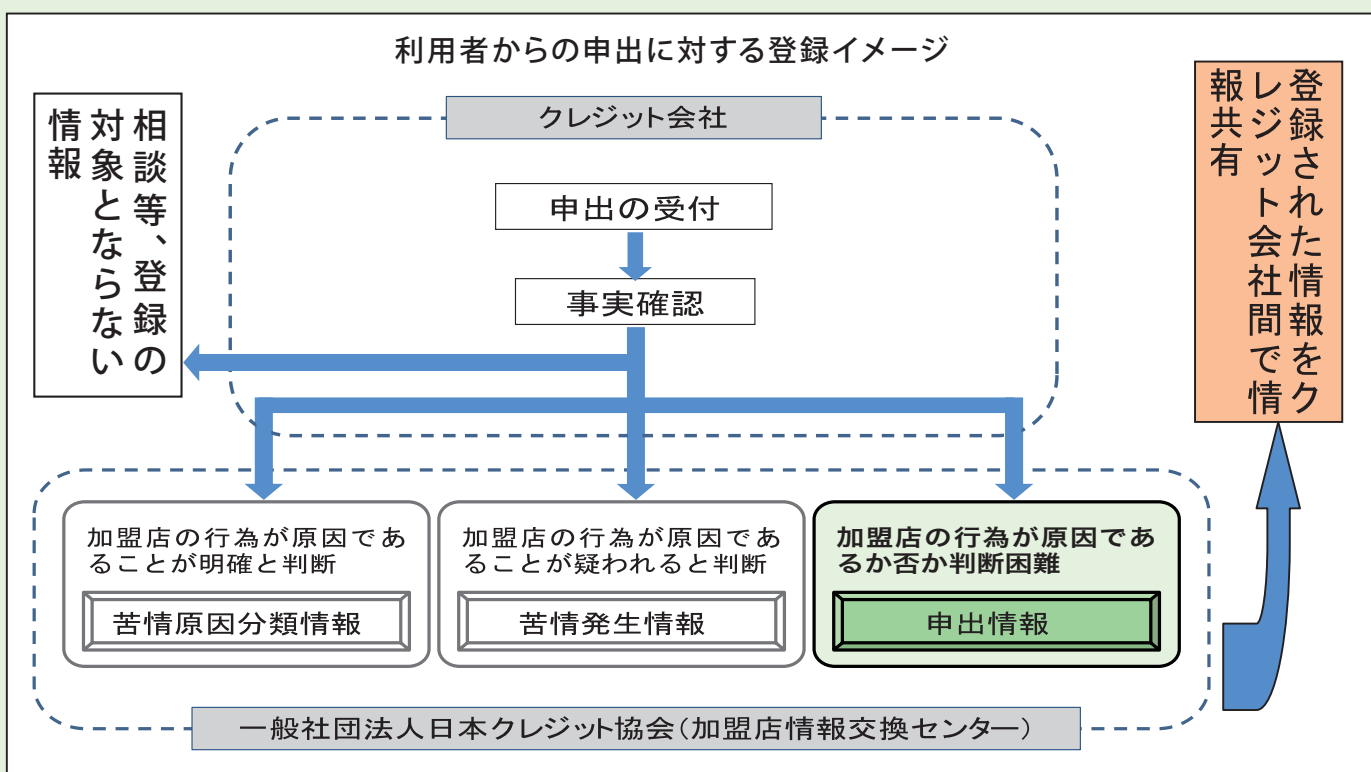 利用者からの申出に対する登録イメージ
相談等、登録の
対象とならない
情報
クレジット会社
申出の受付
事実確認
登録された情報をク
レジット会社間で情
報共有
加盟店の行為が原因であ
ることが明確と判断
苦情原因分類情報
加盟店の行為が原因であ
ることが疑われると判断
苦情発生情報
加盟店の行為が原因であ
るか否か判断困難
申出情報
一般社団法人日本クレジット協会(加盟店情報交換センター)